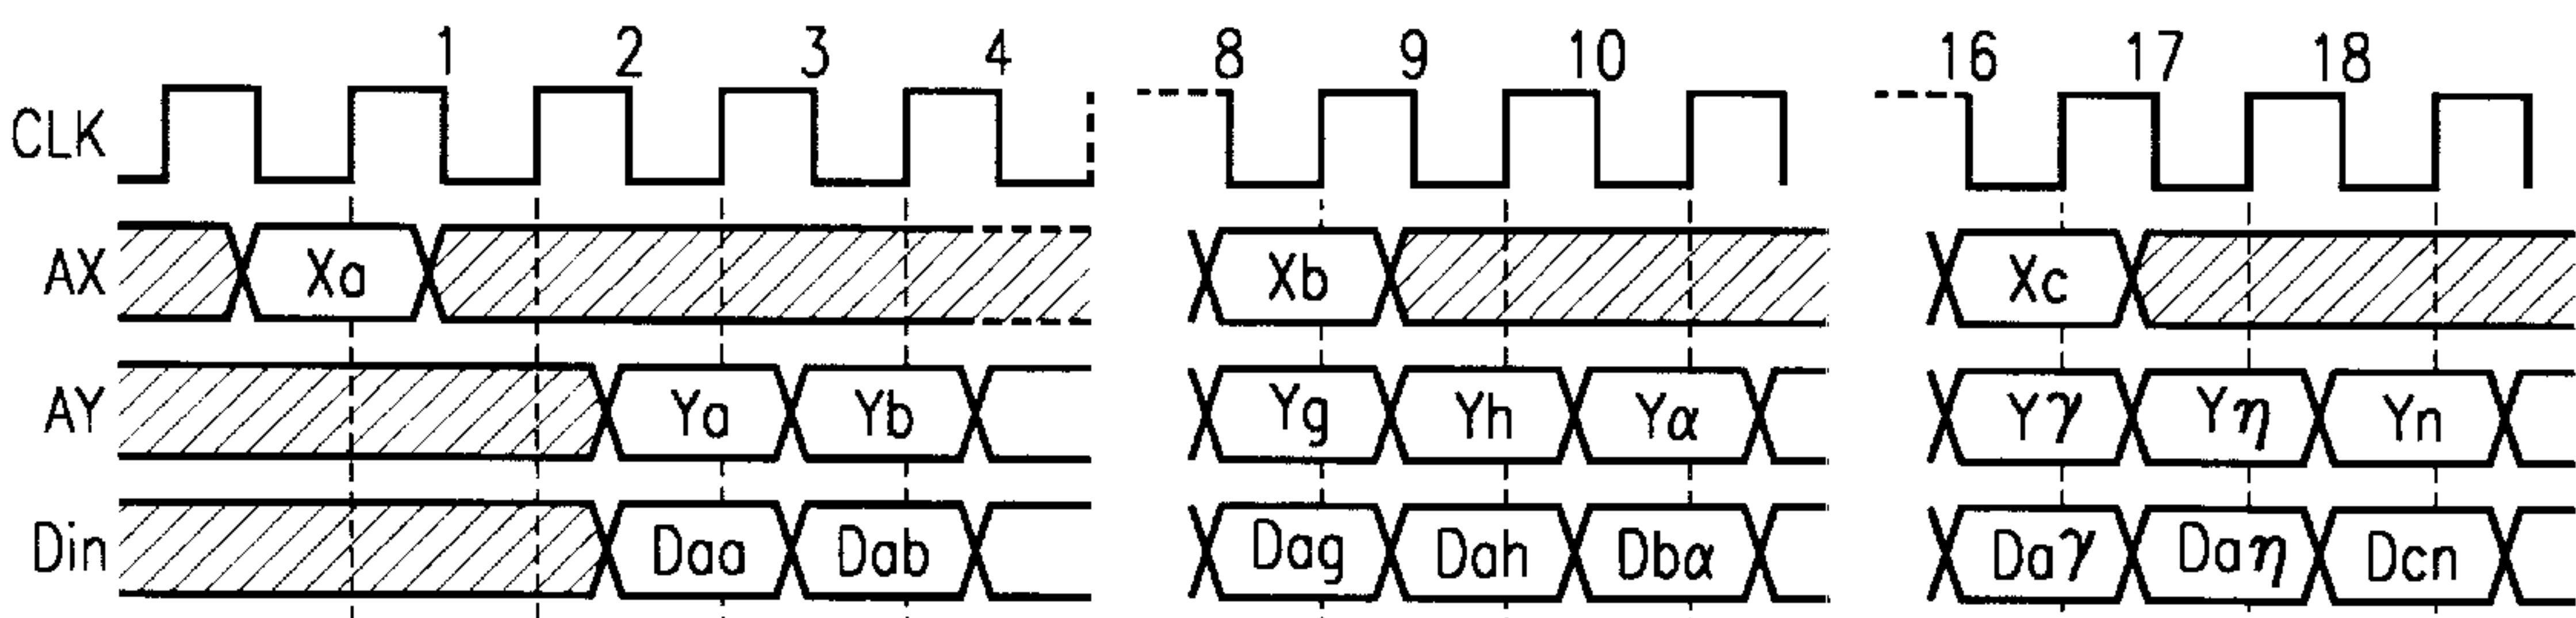 1 2 3 4 8 9 10 16 17 18
CLK
AX Xa Xb Xc
AY Ya Yb Yg Yh Yα Yγ Yη Yn
Din Daa Dab Dag Dah Dbα Daγ Daη Dcn